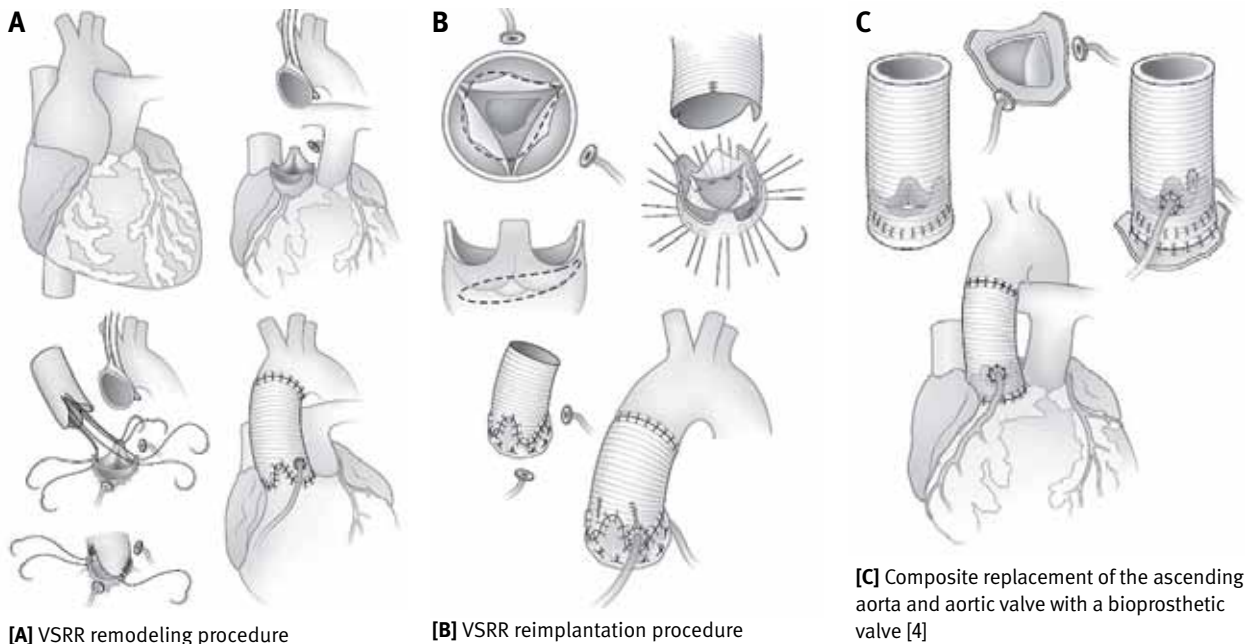 A
B
C
[A] VSRR remodeling procedure
[B] VSRR reimplantation procedure
[C] Composite replacement of the ascending
aorta and aortic valve with a bioprosthetic
valve [4]